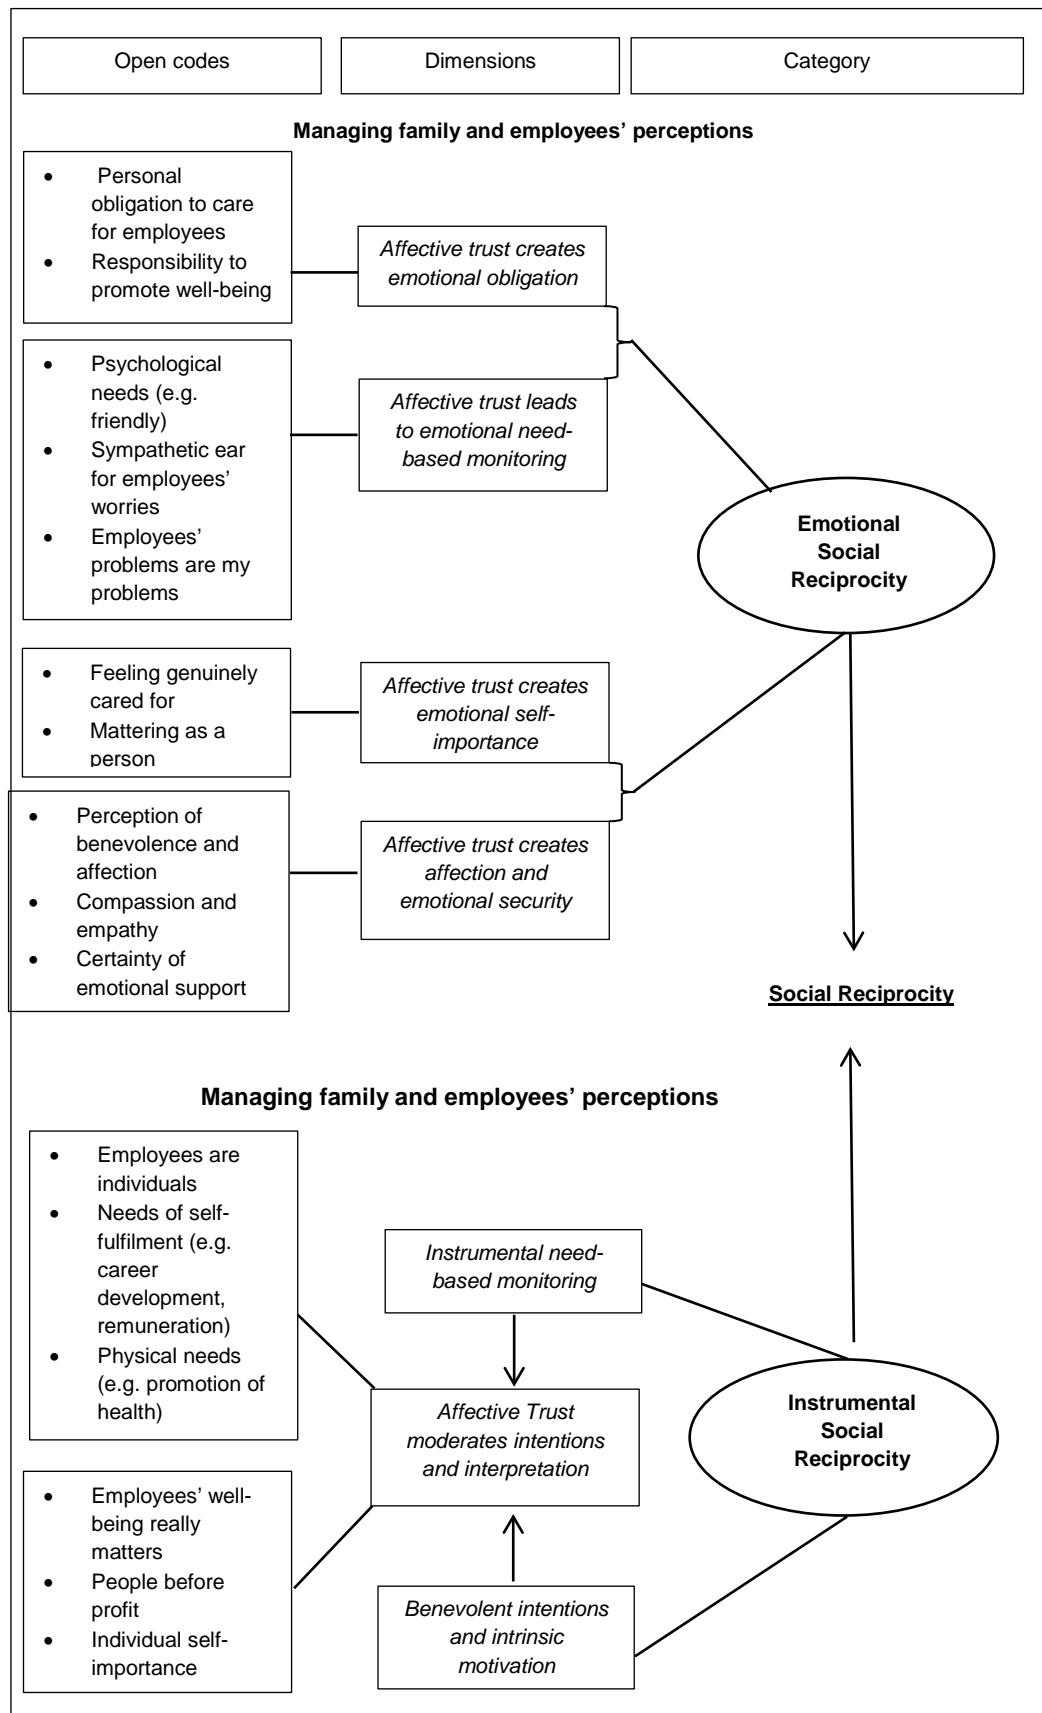 Open codes
Dimensions
Category
Managing family and employees’ perceptions
• Personal
obligation to care
for employees
• Responsibility to
promote well-being
Affective trust creates
emotional obligation
• Psychological
needs (e.g.
friendly)
• Sympathetic ear
for employees’
worries
• Employees’
problems are my
problems
Affective trust leads
to emotional need-
based monitoring
Emotional
Social
Reciprocity
• Feeling genuinely
cared for
• Mattering as a
person
Affective trust creates
emotional self-
importance
• Perception of
benevolence and
affection
• Compassion and
empathy
• Certainty of
emotional support
Affective trust creates
affection and
emotional security
Social Reciprocity
Managing family and employees’ perceptions
• Employees are
individuals
• Needs of self-
fulfilment (e.g.
career
development,
remuneration)
• Physical needs
(e.g. promotion of
health)
Instrumental need-
based monitoring
Affective Trust
moderates intentions
and interpretation
Instrumental
Social
Reciprocity
• Employees’ well-
being really
matters
• People before
profit
• Individual self-
importance
Benevolent intentions
and intrinsic
motivation